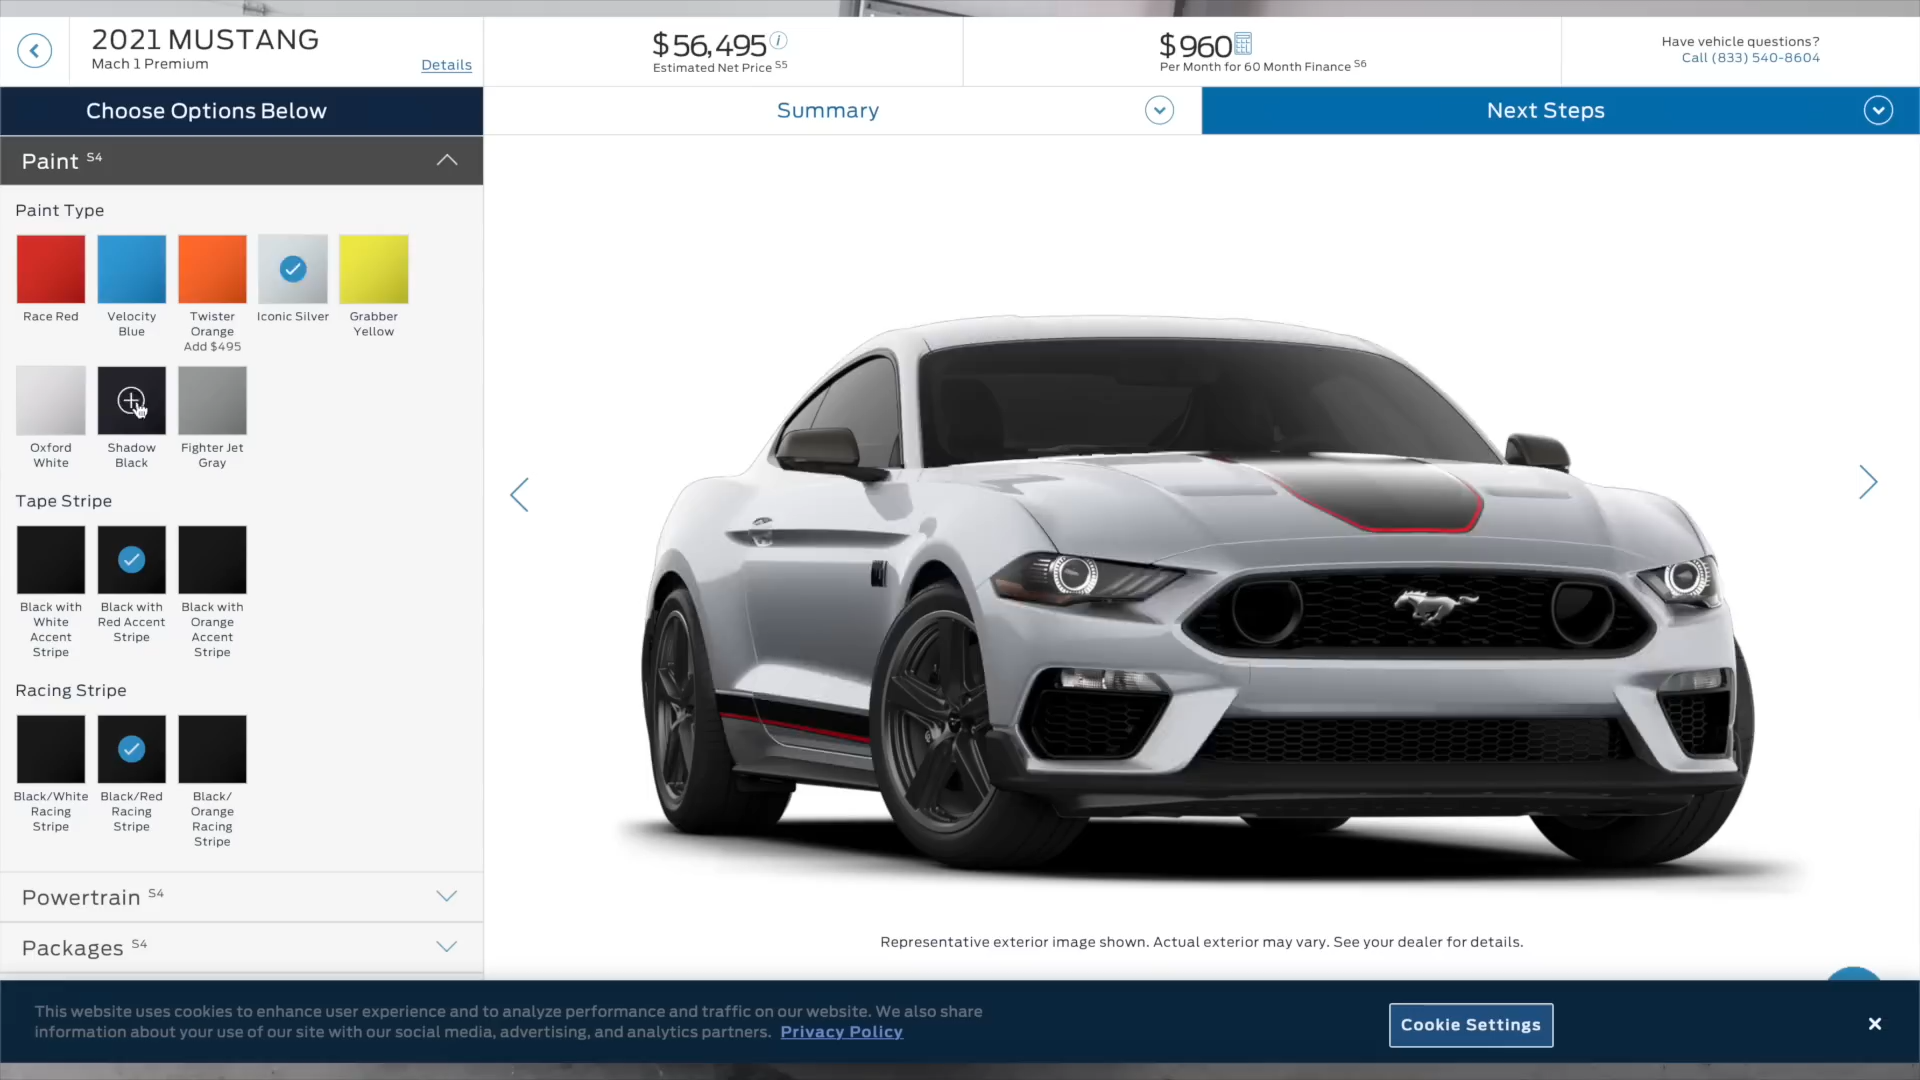 2021 MUSTANG
Mach 1 Premium
Details
$56,495
Estimated Net Price S5
$960
Per Month for 60 Month Finance S6
Have vehicle questions?
Call (833) 540-8604
Choose Options Below
Summary
Next Steps
Paint S4
Paint Type
Race Red
Velocity
Blue
Twister
Orange
Add $495
Iconic Silver
Grabber
Yellow
Oxford
White
Shadow
Black
Fighter Jet
Gray
Tape Stripe
Black with
White
Accent
Stripe
Black with
Red Accent
Stripe
Black with
Orange
Accent
Stripe
Racing Stripe
Black/White
Racing
Stripe
Black/Red
Racing
Stripe
Black/
Orange
Racing
Stripe
Powertrain S4
Packages S4
Representative exterior image shown. Actual exterior may vary. See your dealer for details.
This website uses cookies to enhance user experience and to analyze performance and traffic on our website. We also share
information about your use of our site with our social media, advertising, and analytics partners. Privacy Policy
Cookie Settings